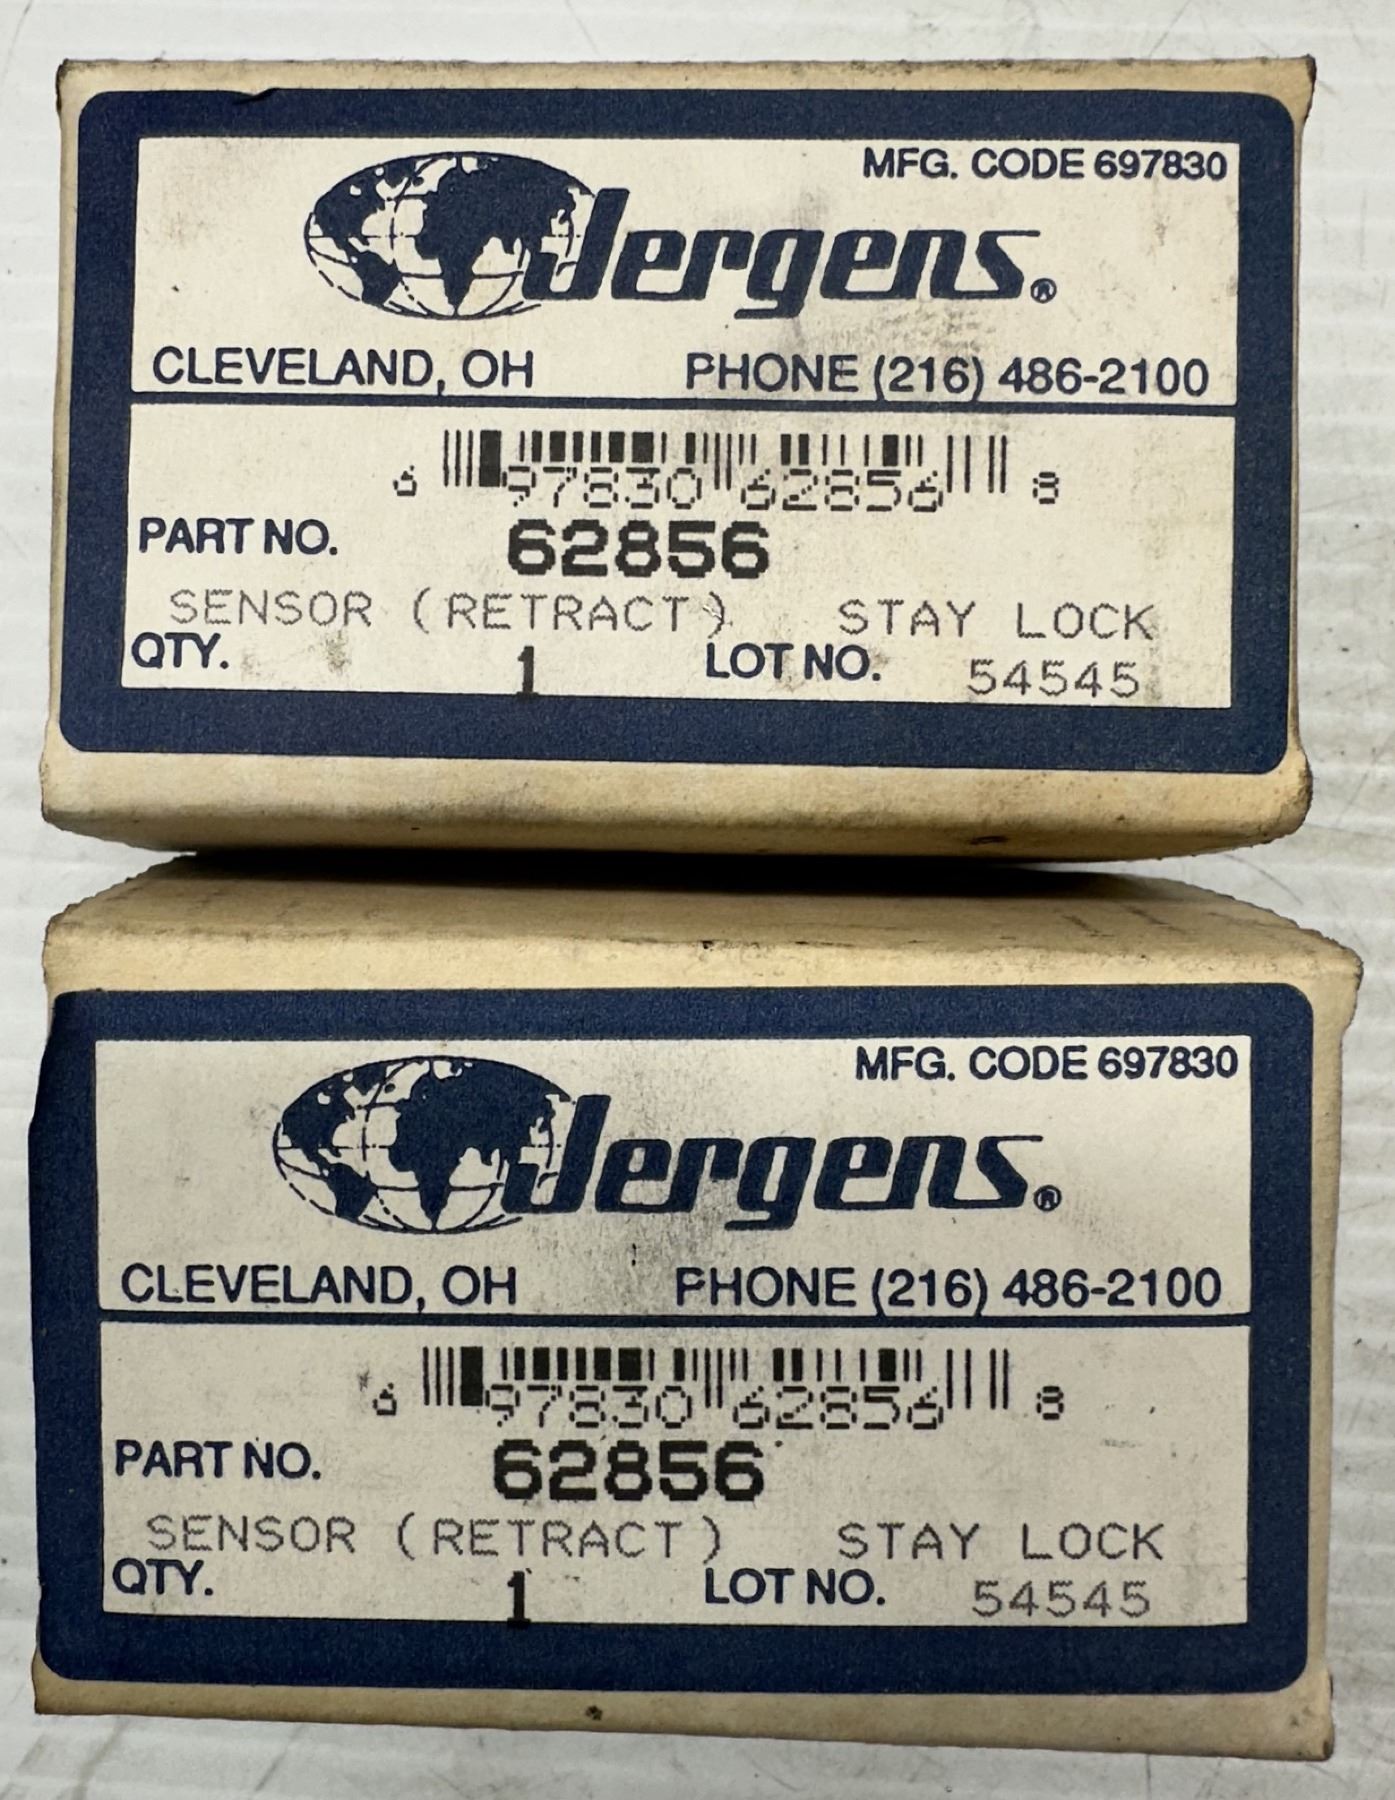 MFG. CODE 697830
Jergens®
CLEVELAND, OH PHONE (216) 486-2100
6 97830 62856 8
PART NO. 62856
SENSOR (RETRACT) STAY LOCK
QTY. 1 LOT NO. 54545
MFG. CODE 697830
Jergens®
CLEVELAND, OH PHONE (216) 486-2100
6 97830 62856 8
PART NO. 62856
SENSOR (RETRACT) STAY LOCK
QTY. 1 LOT NO. 54545